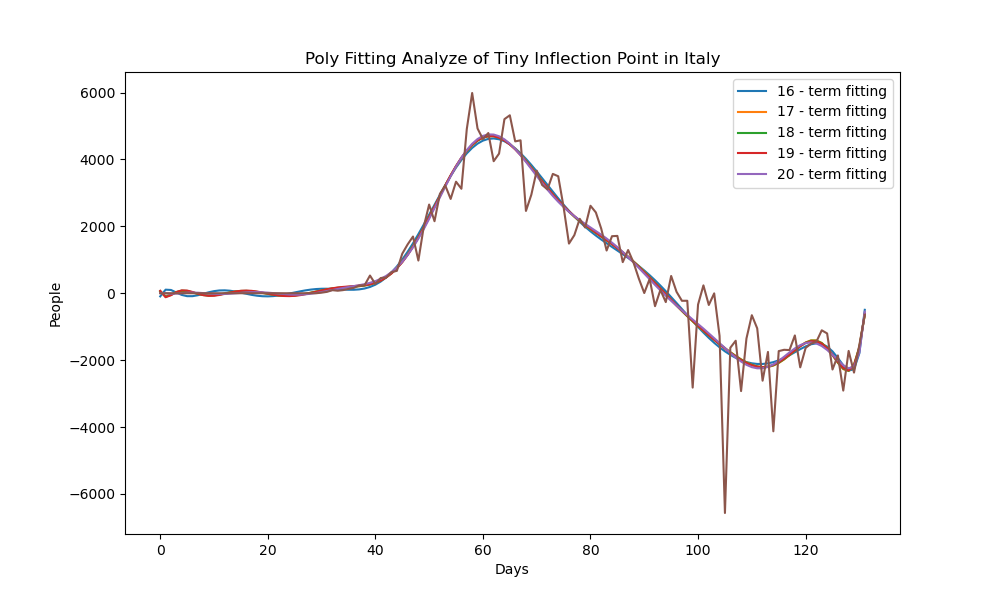 Poly Fitting Analyze of Tiny Inflection Point in Italy
16 - term fitting
17 - term fitting
18 - term fitting
19 - term fitting
20 - term fitting
People
6000
4000
2000
0
−2000
−4000
−6000
0 20 40 60 80 100 120
Days